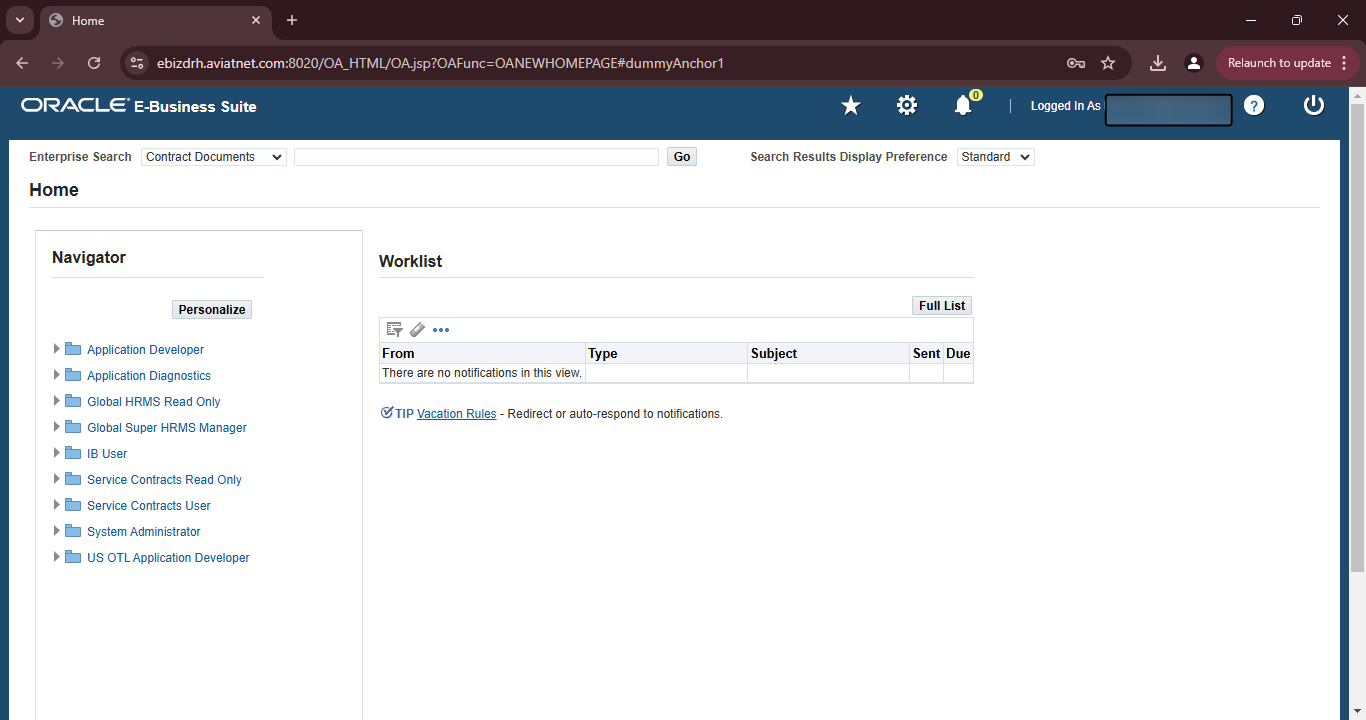 Home
ebizdrh.aviatnet.com:8020/OA_HTML/OA.jsp?OAFunc=OANEWHOMEPAGE#dummyAnchor1
Relaunch to update
ORACLE® E-Business Suite
0
Logged In As
?
Enterprise Search Contract Documents Go Search Results Display Preference Standard
Home
Navigator
Personalize
Application Developer
Application Diagnostics
Global HRMS Read Only
Global Super HRMS Manager
IB User
Service Contracts Read Only
Service Contracts User
System Administrator
US OTL Application Developer
Worklist
Full List
From Type Subject Sent Due
There are no notifications in this view.
TIP Vacation Rules - Redirect or auto-respond to notifications.